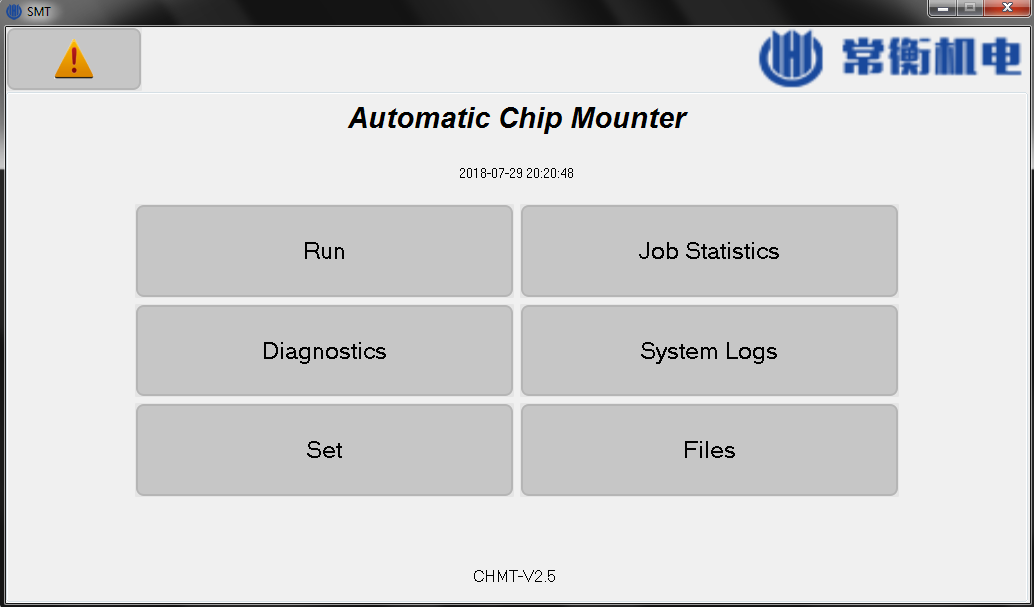 SMT
常衡机电
Automatic Chip Mounter
2018-07-29 20:20:48
Run
Job Statistics
Diagnostics
System Logs
Set
Files
CHMT-V2.5